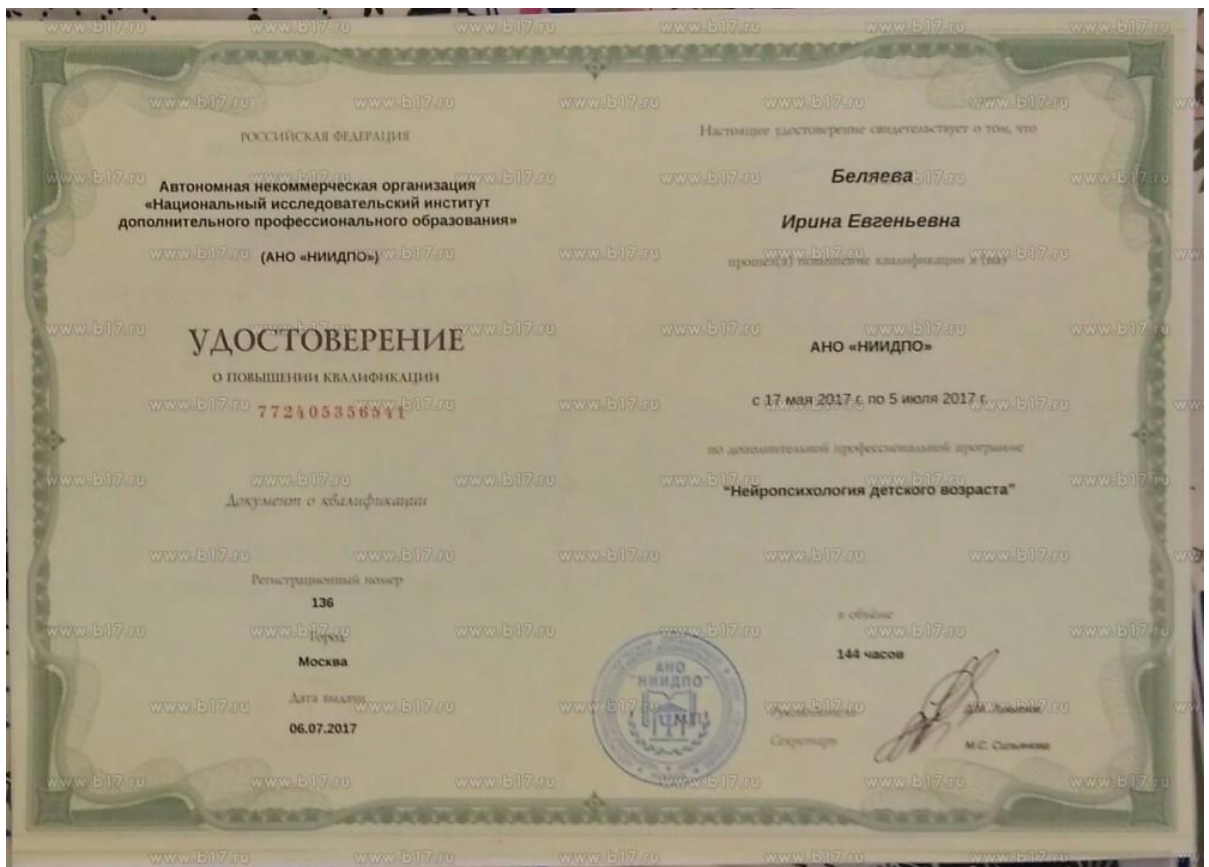 РОССИЙСКАЯ ФЕДЕРАЦИЯ
Автономная некоммерческая организация
«Национальный исследовательский институт
дополнительного профессионального образования»
(АНО «НИИДПО»)
УДОСТОВЕРЕНИЕ
О ПОВЫШЕНИИ КВАЛИФИКАЦИИ
772405356541
Документ о квалификации
Регистрационный номер
136
Город
Москва
Дата выдачи
06.07.2017
Настоящее удостоверение свидетельствует о том, что
Беляева
Ирина Евгеньевна
прошел(а) повышение квалификации в (на)
АНО «НИИДПО»
с 17 мая 2017 г. по 5 июля 2017 г.
по дополнительной профессиональной программе
"Нейропсихология детского возраста"
в объёме
144 часов
Руководитель
Секретарь
М.С.
АНО
"НИИДПО"
www.b17.ru